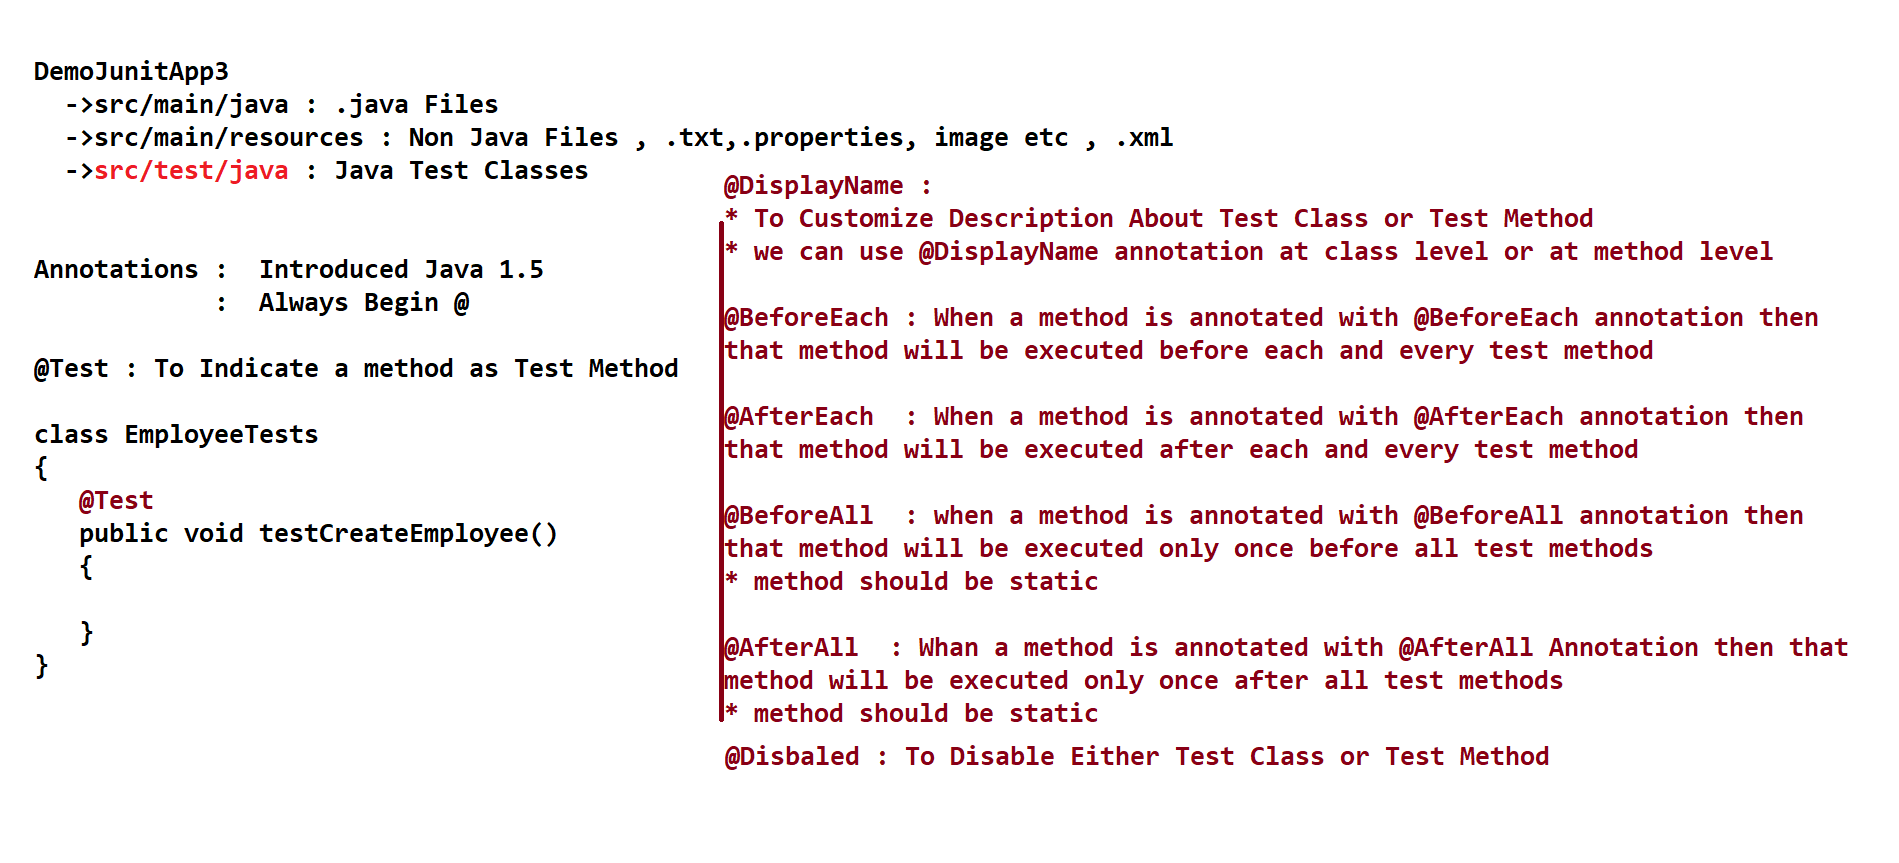 DemoJunitApp3
->src/main/java : .java Files
->src/main/resources : Non Java Files , .txt,.properties, image etc , .xml
->src/test/java : Java Test Classes
Annotations :  Introduced Java 1.5
:  Always Begin @
@Test : To Indicate a method as Test Method
class EmployeeTests
{
@Test
public void testCreateEmployee()
{
}
}
@DisplayName :
* To Customize Description About Test Class or Test Method
* we can use @DisplayName annotation at class level or at method level
@BeforeEach : When a method is annotated with @BeforeEach annotation then
that method will be executed before each and every test method
@AfterEach  : When a method is annotated with @AfterEach annotation then
that method will be executed after each and every test method
@BeforeAll  : when a method is annotated with @BeforeAll annotation then
that method will be executed only once before all test methods
* method should be static
@AfterAll  : Whan a method is annotated with @AfterAll Annotation then that
method will be executed only once after all test methods
* method should be static
@Disbaled : To Disable Either Test Class or Test Method